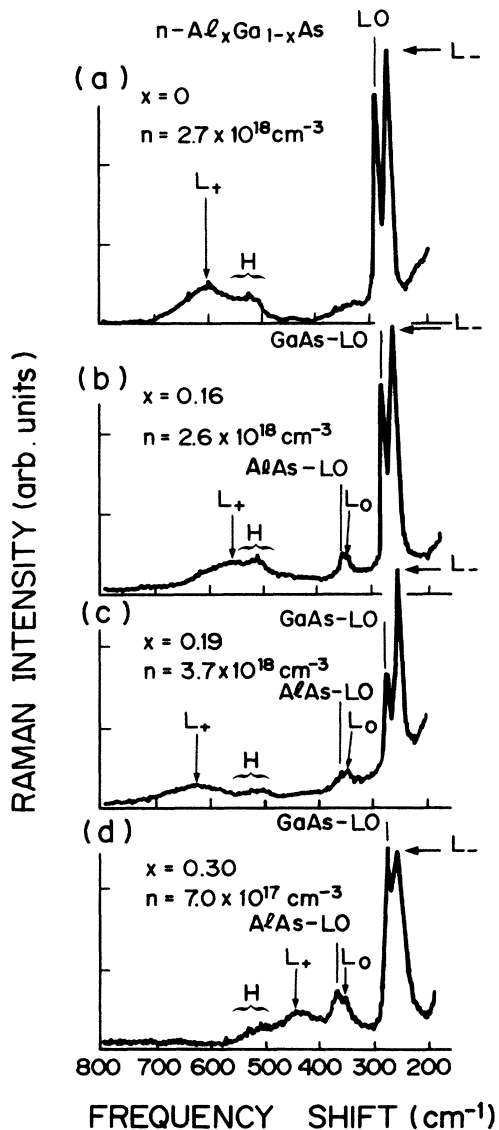 n-AℓxGa1-xAs
LO
L-
(a)
x = 0
n = 2.7 x 10^18 cm^-3
L+
H
GaAs-LO
L-
(b)
x = 0.16
n = 2.6 x 10^18 cm^-3
AℓAs-LO
L+
H
Lo
L-
(c)
GaAs-LO
x = 0.19
n = 3.7 x 10^18 cm^-3
AℓAs-LO
L+
Lo
H
GaAs-LO
(d)
L-
x = 0.30
n = 7.0 x 10^17 cm^-3
AℓAs-LO
L+
Lo
H
800 700 600 500 400 300 200
FREQUENCY SHIFT (cm^-1)
RAMAN INTENSITY (arb. units)